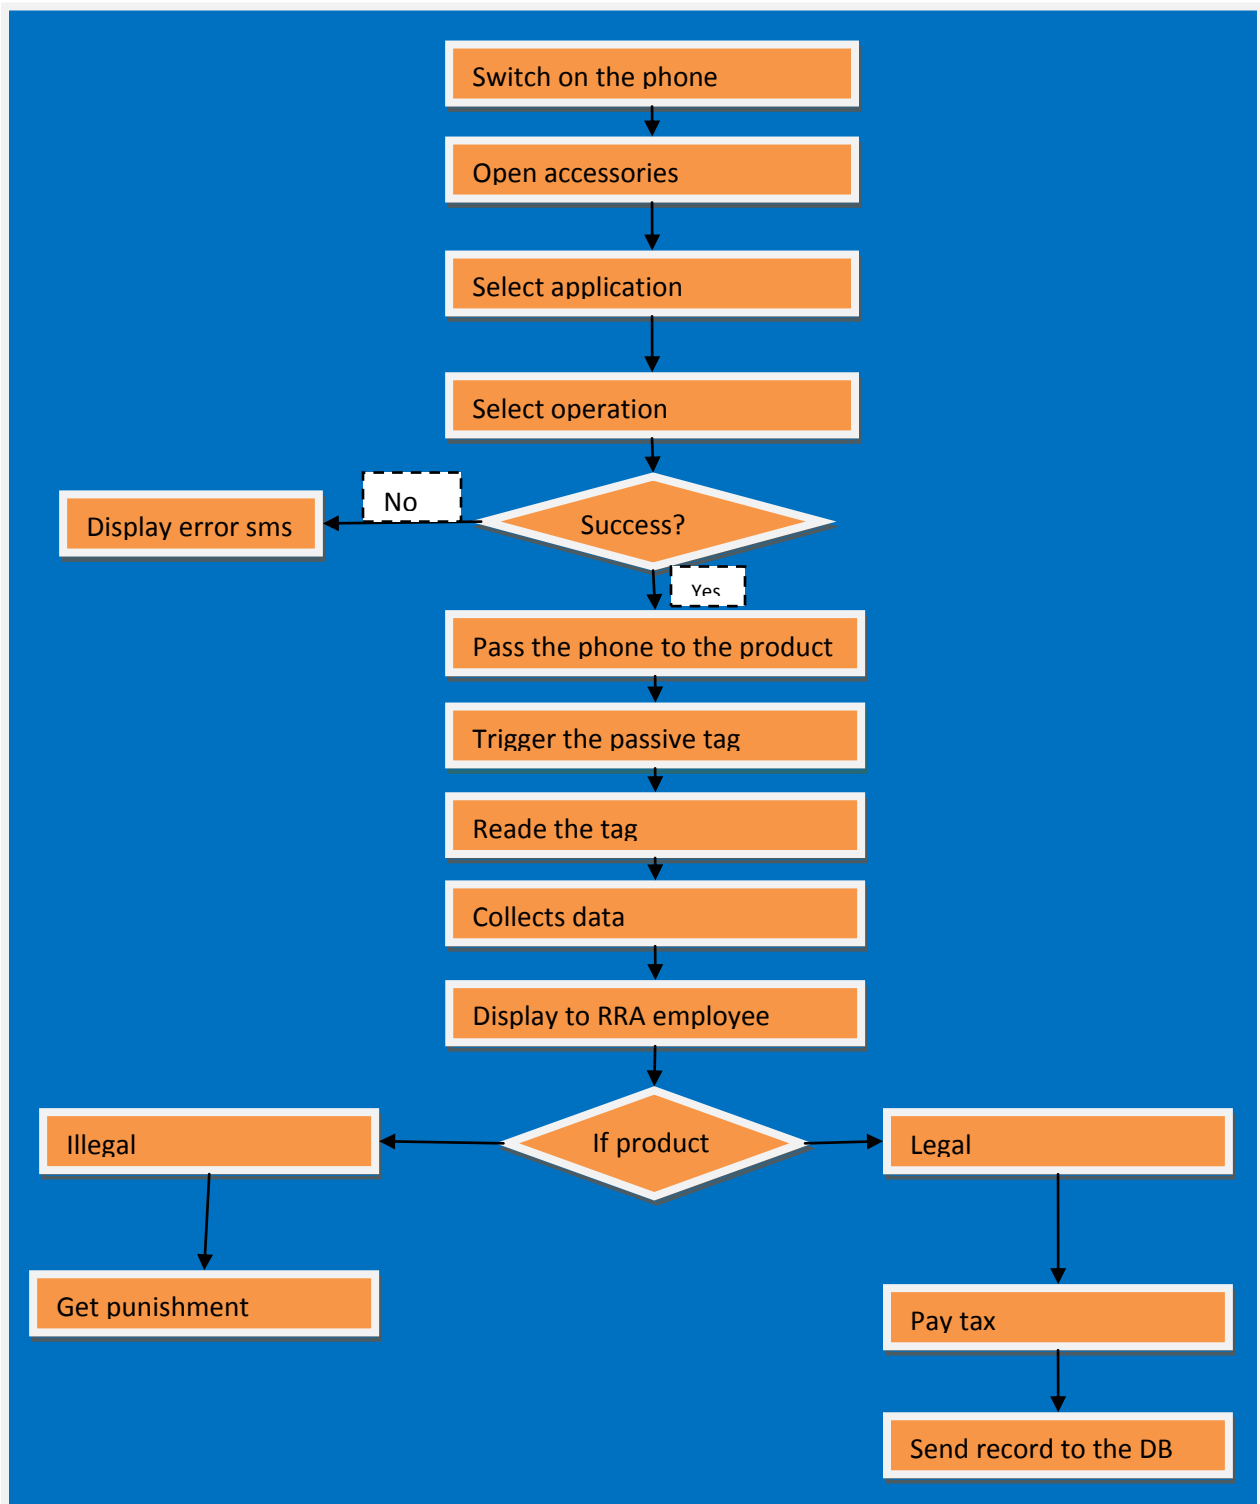 Switch on the phone
Open accessories
Select application
Select operation
No
Display error sms
Success?
Yes
Pass the phone to the product
Trigger the passive tag
Reade the tag
Collects data
Display to RRA employee
Illegal
If product
Legal
Get punishment
Pay tax
Send record to the DB